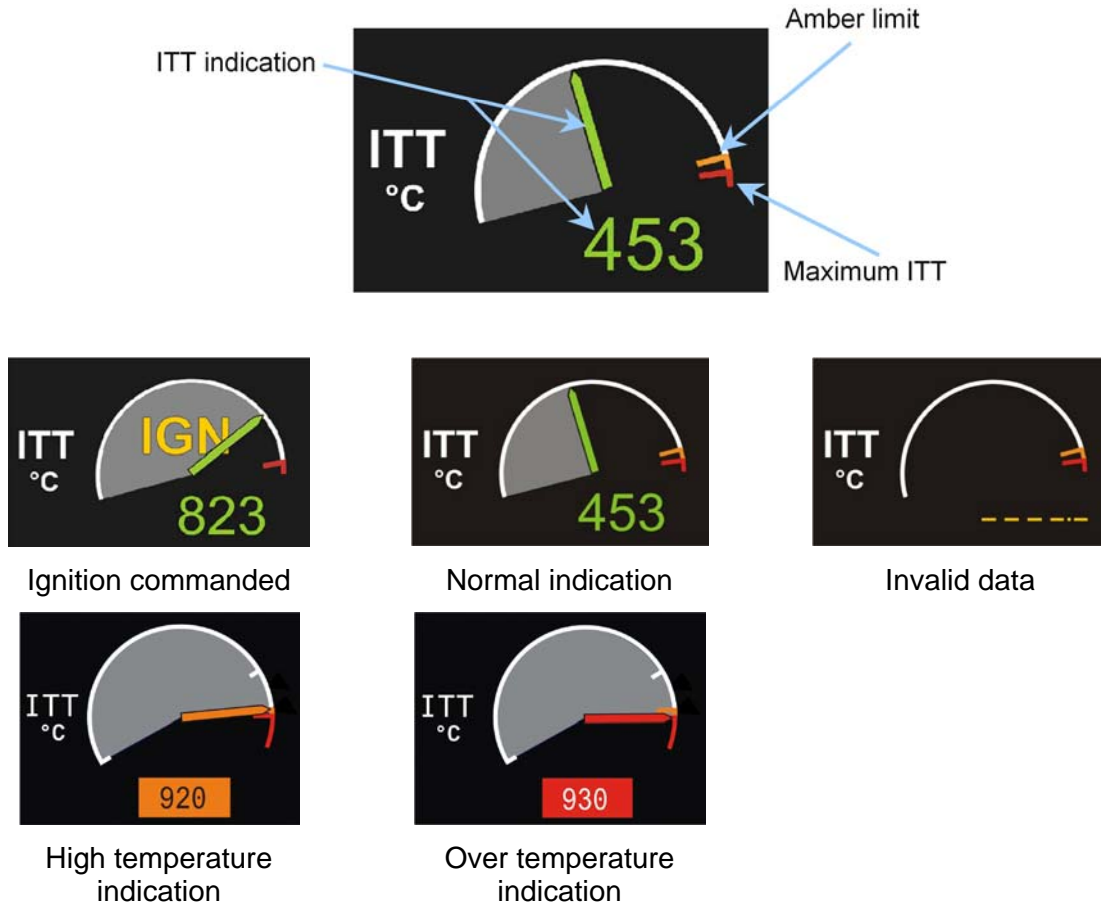 Amber limit
ITT indication
ITT
°C
453
Maximum ITT
ITT
°C
IGN
823
ITT
°C
453
ITT
°C
-----.-
Ignition commanded
Normal indication
Invalid data
ITT
°C
920
ITT
°C
930
High temperature
indication
Over temperature
indication